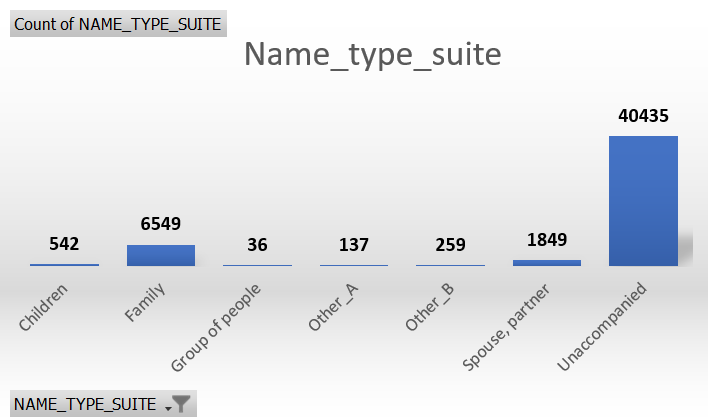 Count of NAME_TYPE_SUITE
Name_type_suite
40435
6549
542
36
137
259
1849
Children
Family
Group of people
Other_A
Other_B
Spouse, partner
Unaccompanied
NAME_TYPE_SUITE